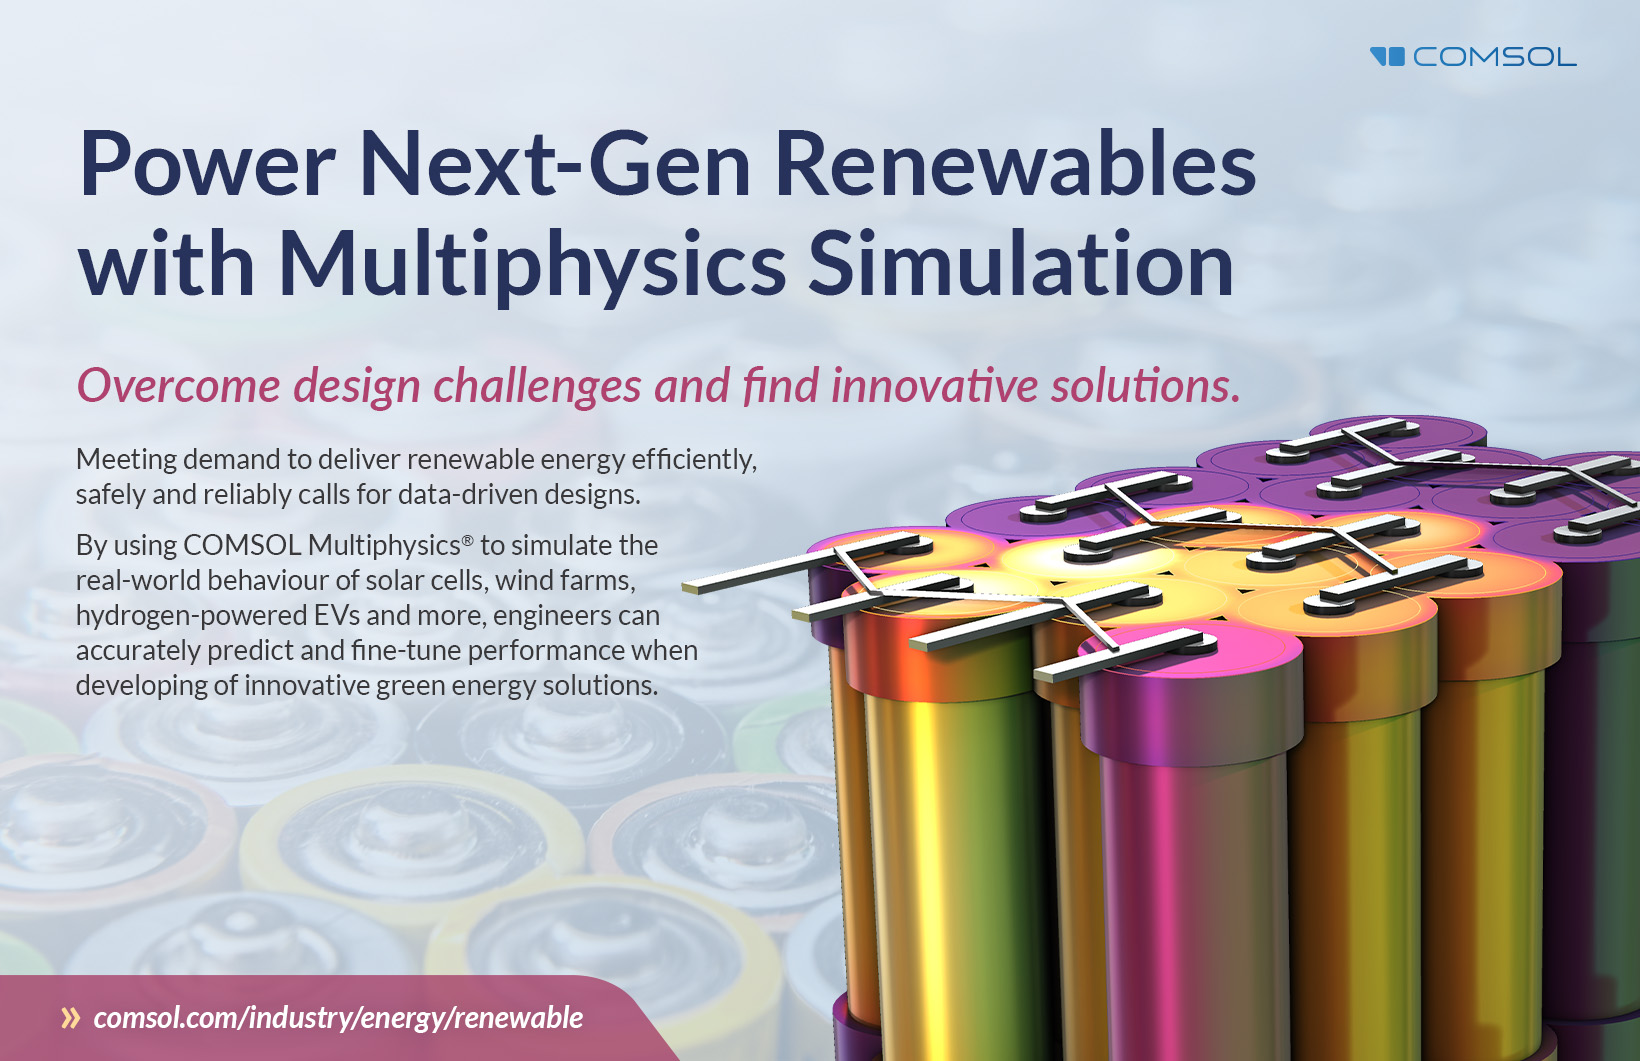 COMSOL
Power Next-Gen Renewables
with Multiphysics Simulation
Overcome design challenges and find innovative solutions.
Meeting demand to deliver renewable energy efficiently,
safely and reliably calls for data-driven designs.
By using COMSOL Multiphysics® to simulate the
real-world behaviour of solar cells, wind farms,
hydrogen-powered EVs and more, engineers can
accurately predict and fine-tune performance when
developing of innovative green energy solutions.
» comsol.com/industry/energy/renewable